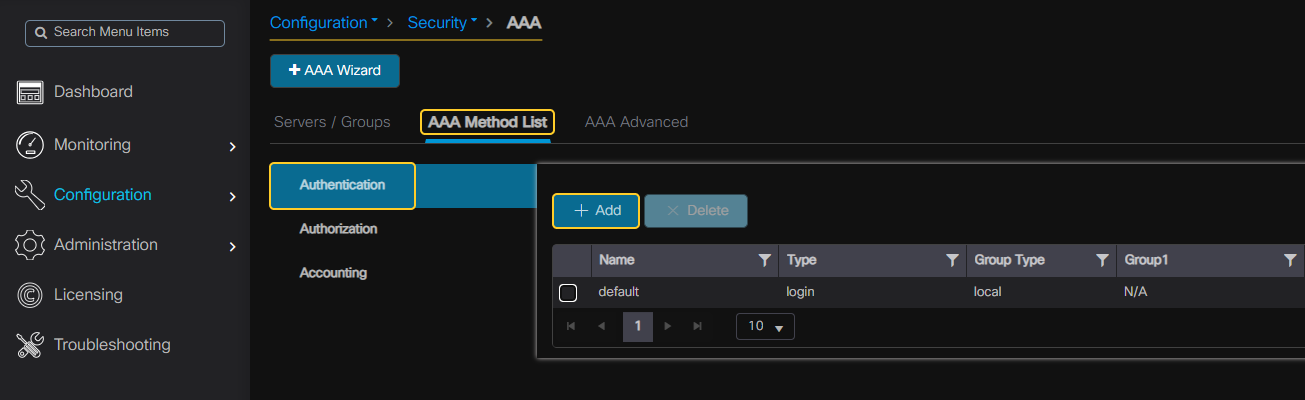 Search Menu Items
Dashboard
Monitoring
Configuration
Administration
Licensing
Troubleshooting
Configuration > Security > AAA
+ AAA Wizard
Servers / Groups AAA Method List AAA Advanced
Authentication
Authorization
Accounting
+ Add × Delete
Name Type Group Type Group1
default login local N/A
1 10